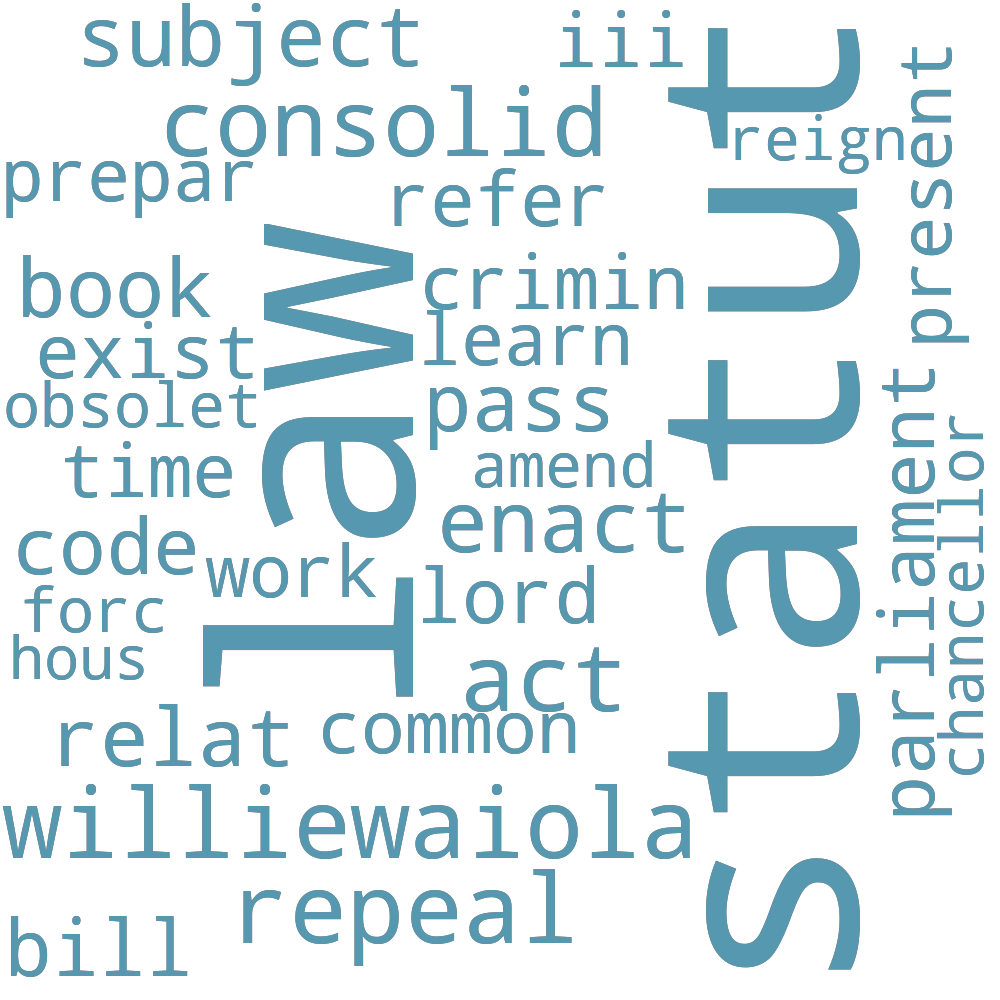 subject
iii
consolid
reign
prepar
refer
present
book
crimin
law
statut
exist
learn
obsolet
pass
time
amend
parliament
chancellor
enact
code
work
lord
forc
hous
act
relat
common
williewaiola
repeal
bill